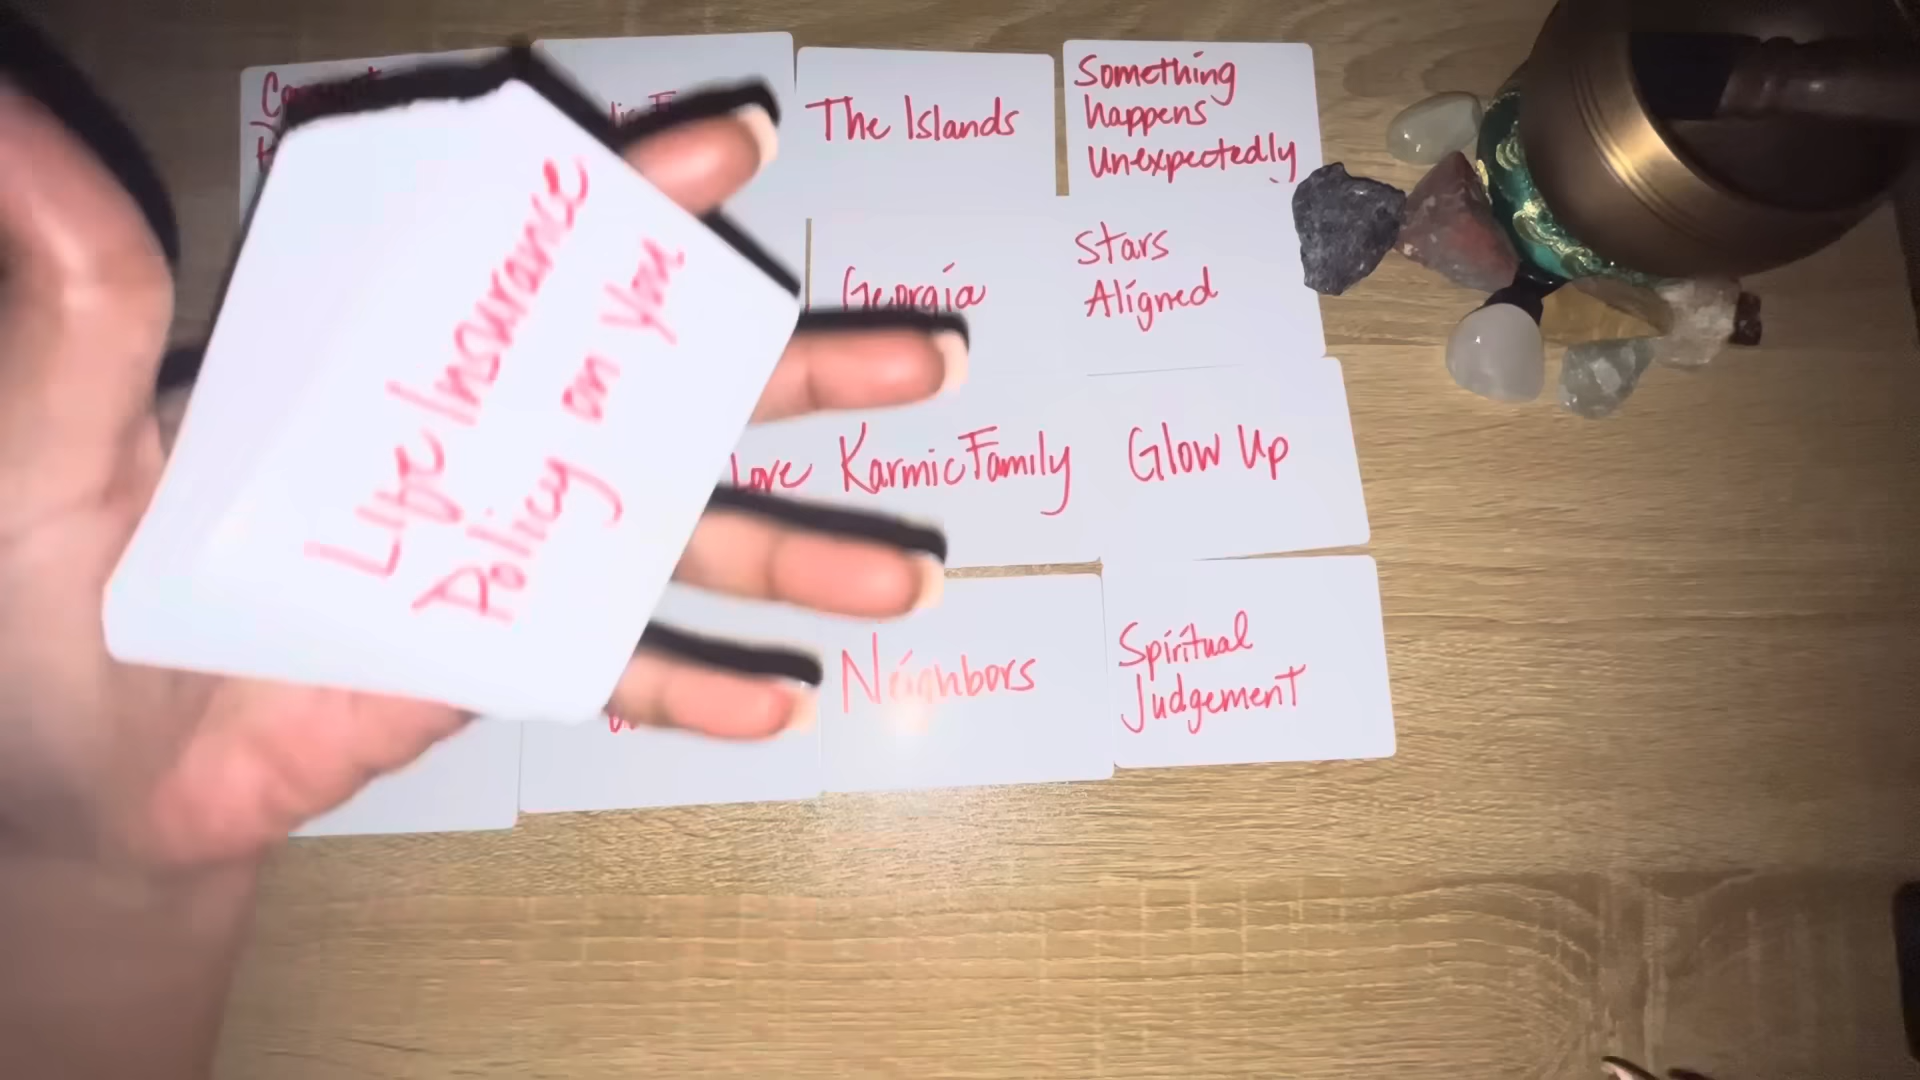 The Islands
Something
happens
Unexpectedly
Life Insurance
Policy on you
Georgia
Stars
Aligned
Love
Karmic Family
Glow Up
Neighbors
Spiritual
Judgement